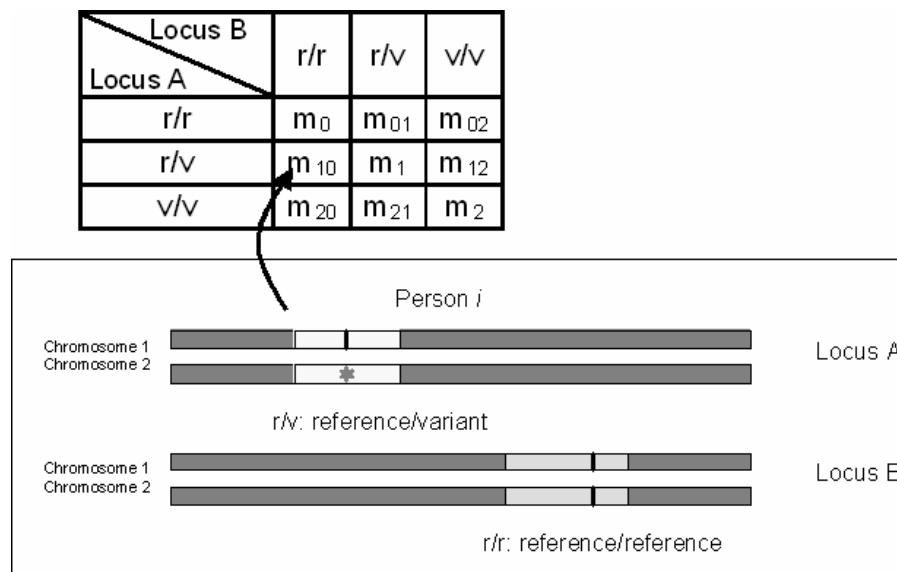 Locus B
Locus A
r/r r/v v/v
r/r m0 m01 m02
r/v m10 m1 m12
v/v m20 m21 m2
Person i
Chromosome 1
Chromosome 2
Locus A
r/v: reference/variant
Chromosome 1
Chromosome 2
Locus E
r/r: reference/reference